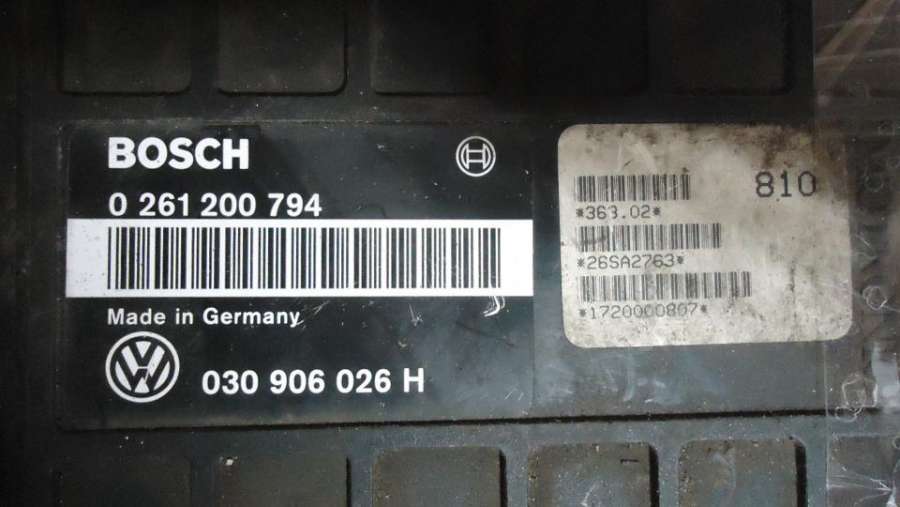 BOSCH
0 261 200 794
Made in Germany
030 906 026 H
810
*363.02*
*26SA2763*
*1720000807*